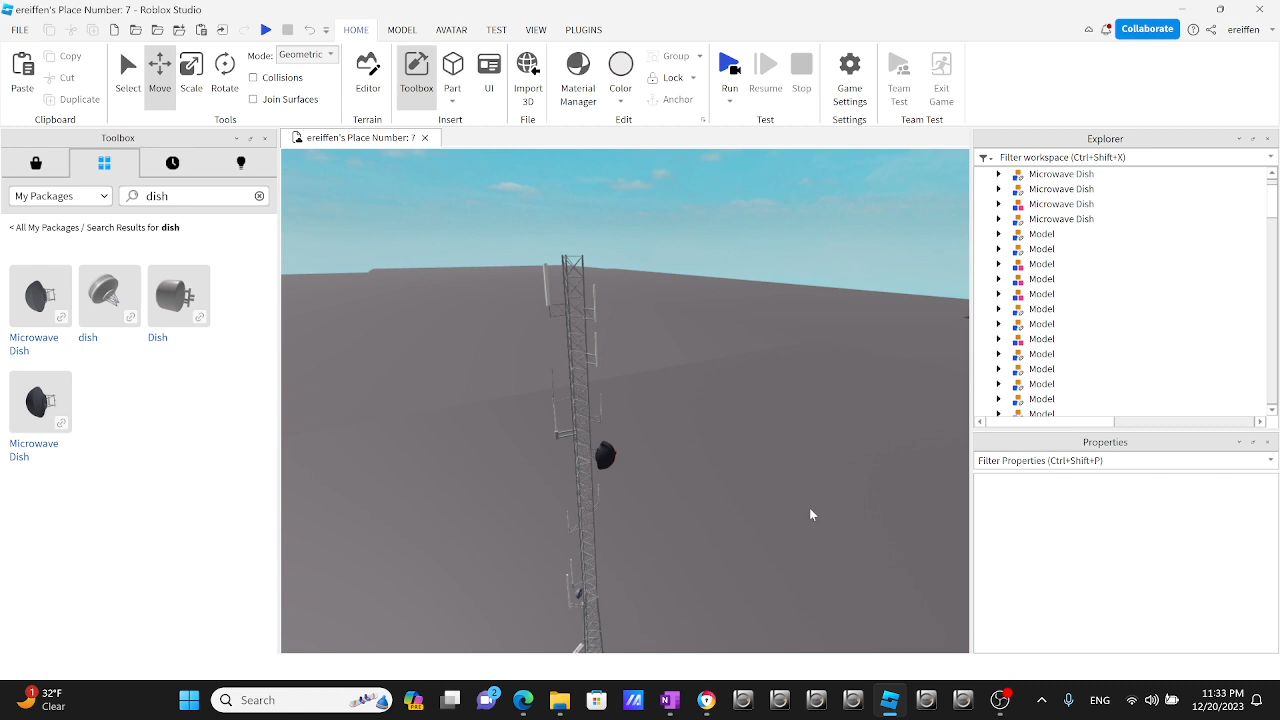 ereiffen's Place Number: 7 - Roblox Studio
FILE
HOME
MODEL
AVATAR
TEST
VIEW
PLUGINS
Collaborate
ereiffen
Paste
Copy
Cut
Duplicate
Clipboard
Select
Move
Scale
Rotate
Mode: Geometric
Collisions
Join Surfaces
Tools
Editor
Terrain
Toolbox
Part
UI
Insert
Import 3D
File
Material Manager
Color
Group
Lock
Anchor
Edit
Run
Resume
Stop
Test
Game Settings
Settings
Team Test
Exit Game
Team Test
Toolbox
My Packages
dish
< All My Packages / Search Results for dish
Microwave Dish
dish
Dish
Microwave Dish
ereiffen's Place Number: 7
Explorer
Filter workspace (Ctrl+Shift+X)
Microwave Dish
Microwave Dish
Microwave Dish
Microwave Dish
Model
Model
Model
Model
Model
Model
Model
Model
Model
Model
Model
Model
Model
Properties
Filter Properties (Ctrl+Shift+P)
1
32°F
Clear
Search
2
ENG
11:33 PM
12/20/2023